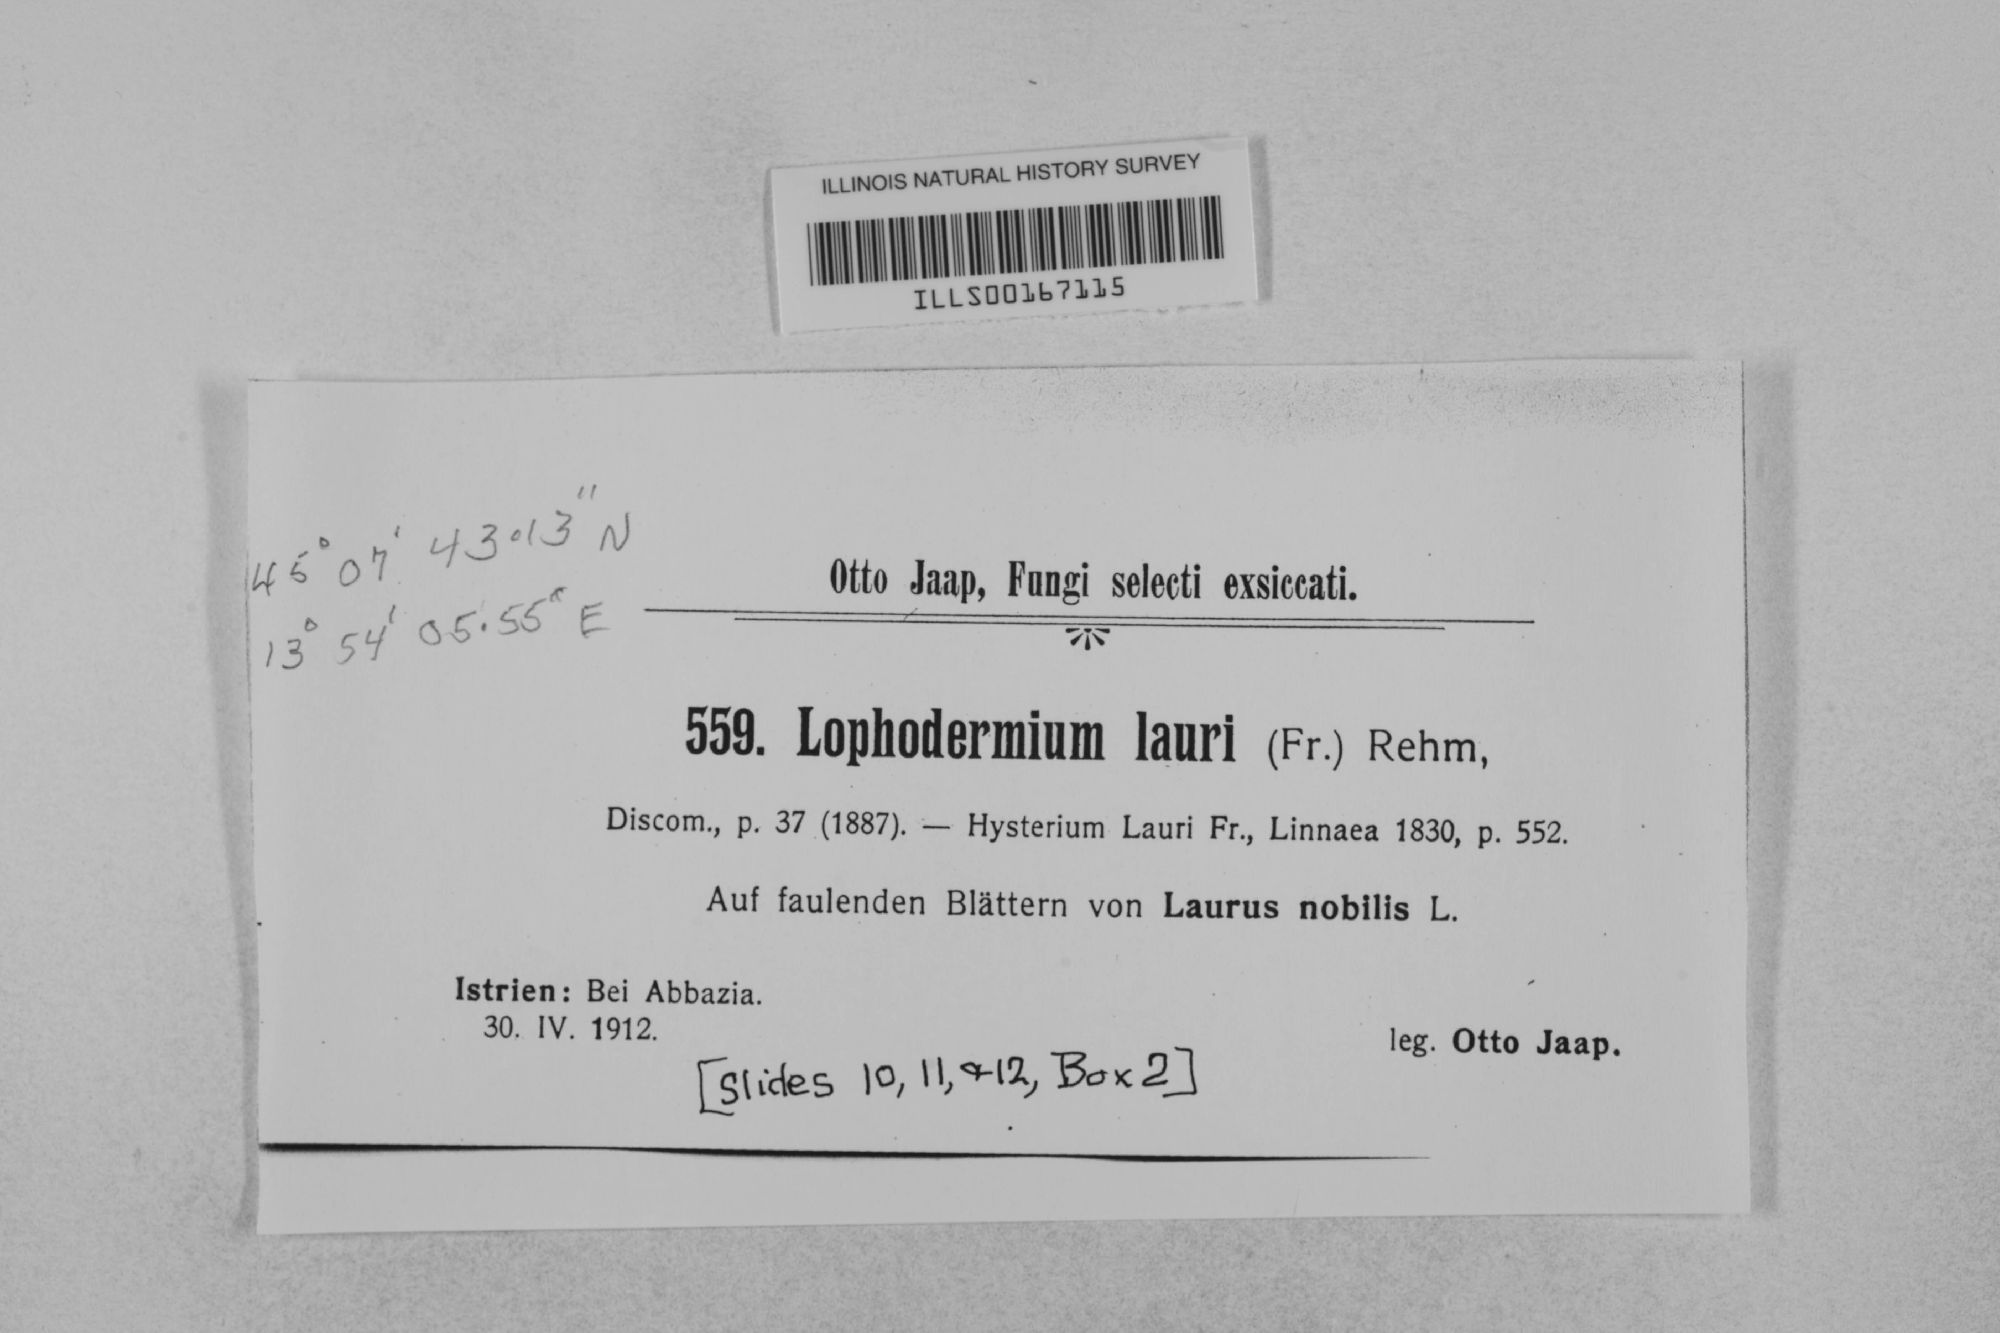 ILLINOIS NATURAL HISTORY SURVEY
ILLS00167115
45° 07' 43.13" N
13° 54' 05.55" E
Otto Jaap, Fungi selecti exsiccati.
559. Lophodermium lauri (Fr.) Rehm,
Discom., p. 37 (1887). — Hysterium Lauri Fr., Linnaea 1830, p. 552.
Auf faulenden Blättern von Laurus nobilis L.
Istrien: Bei Abbazia.
30. IV. 1912.
leg. Otto Jaap.
[Slides 10, 11, & 12, Box 2]